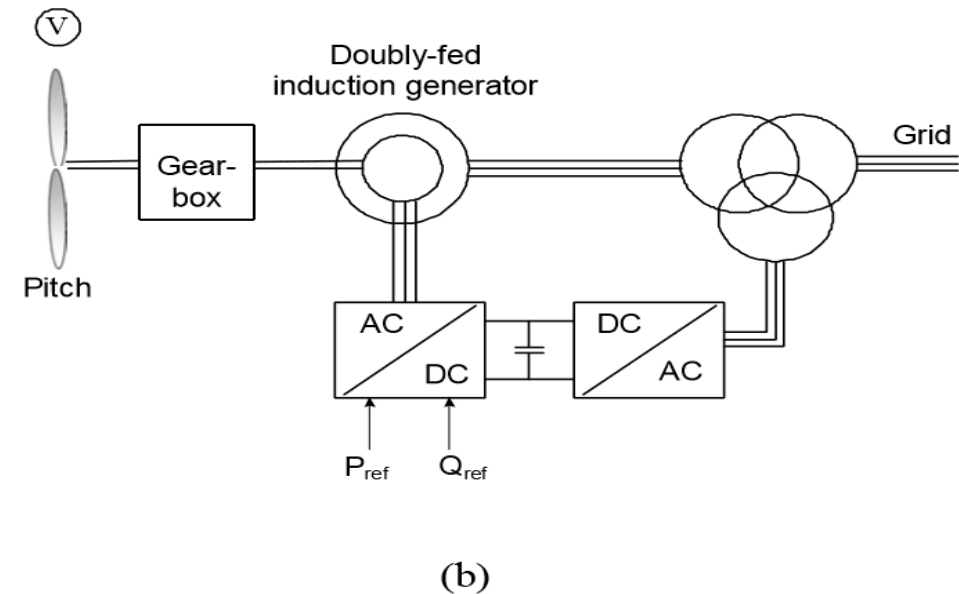 V
Doubly-fed
induction generator
Grid
Gear-
box
Pitch
AC
DC
DC
AC
Pref
Qref
(b)